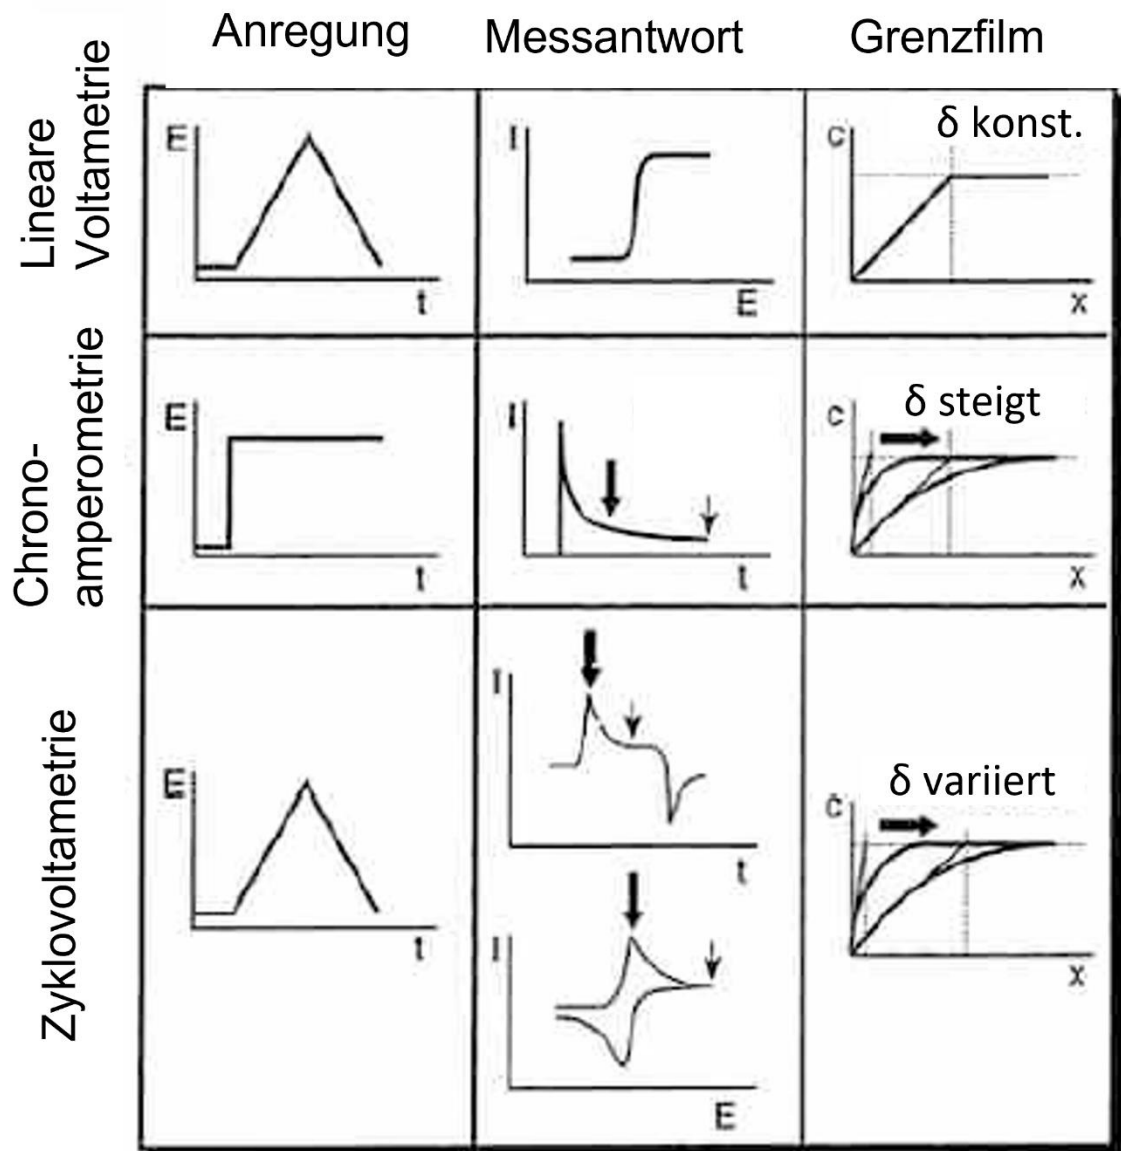 Anregung
Messantwort
Grenzfilm
Lineare
Voltametrie
E
t
I
E
c
δ konst.
x
Chrono-
amperometrie
E
t
I
t
c
δ steigt
x
Zyklovoltametrie
E
t
I
t
I
E
c
δ variiert
x